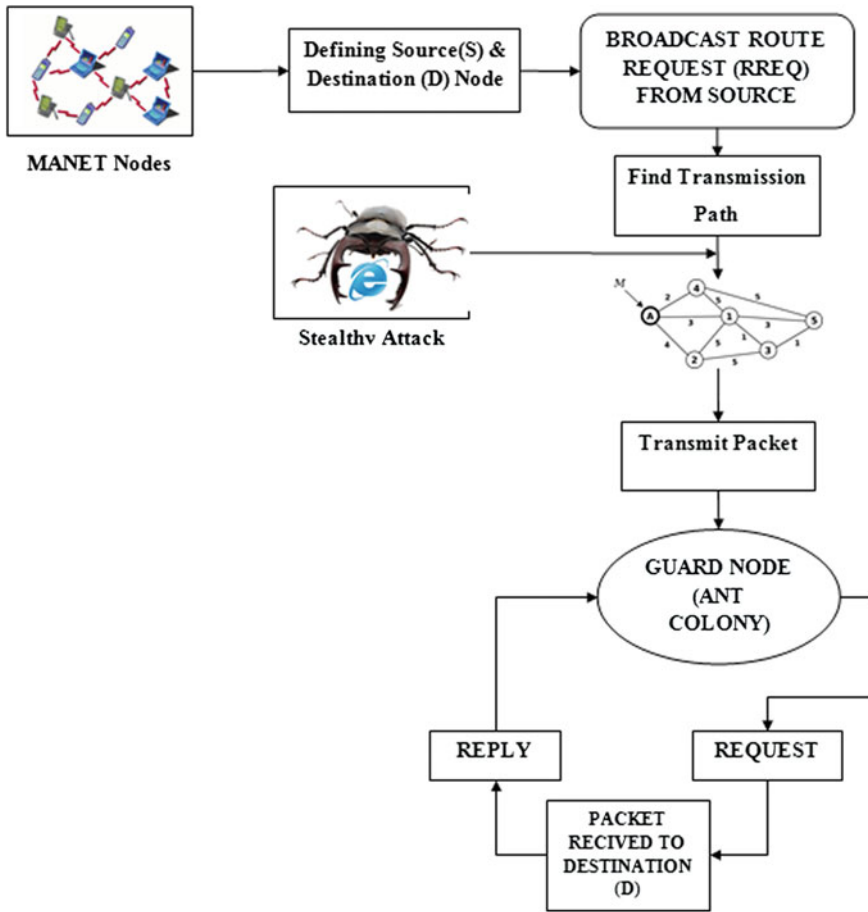 Defining Source(S) &
Destination (D) Node
BROADCAST ROUTE
REQUEST (RREQ)
FROM SOURCE
MANET Nodes
Find Transmission
Path
Stealthv Attack
M
A
4
1
5
2
3
2
5
5
3
3
4
5
1
1
5
Transmit Packet
GUARD NODE
(ANT
COLONY)
REPLY
REQUEST
PACKET
RECIVED TO
DESTINATION
(D)